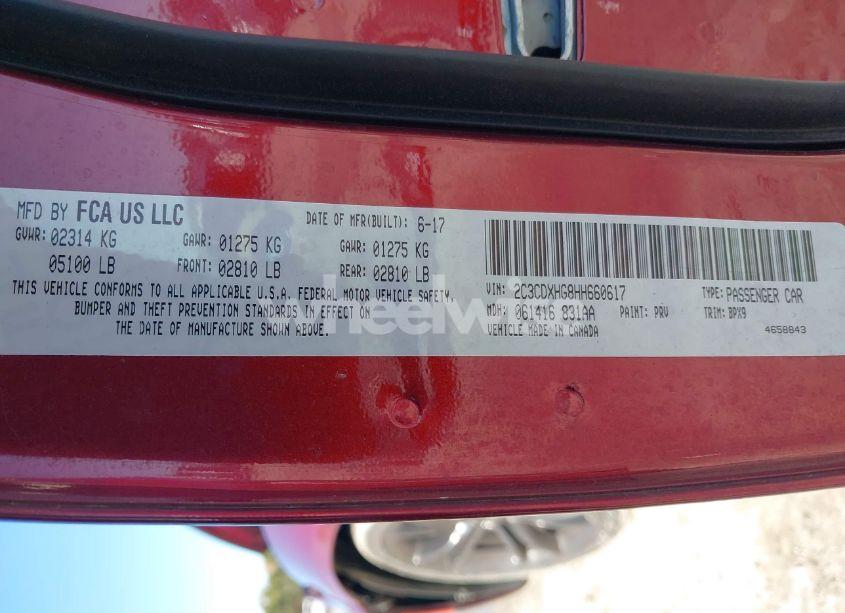 MFD BY FCA US LLC
DATE OF MFR(BUILT): 6-17
GVWR: 02314 KG GAWR: 01275 KG GAWR: 01275 KG
05100 LB FRONT: 02810 LB REAR: 02810 LB
THIS VEHICLE CONFORMS TO ALL APPLICABLE U.S.A. FEDERAL MOTOR VEHICLE SAFETY,
BUMPER AND THEFT PREVENTION STANDARDS IN EFFECT ON
THE DATE OF MANUFACTURE SHOWN ABOVE.
VIN: 2C3CDXHG8HH660617 TYPE: PASSENGER CAR
MDH: 061416 831AA PAINT: PRV TRIM: BPX9
VEHICLE MADE IN CANADA 4658843